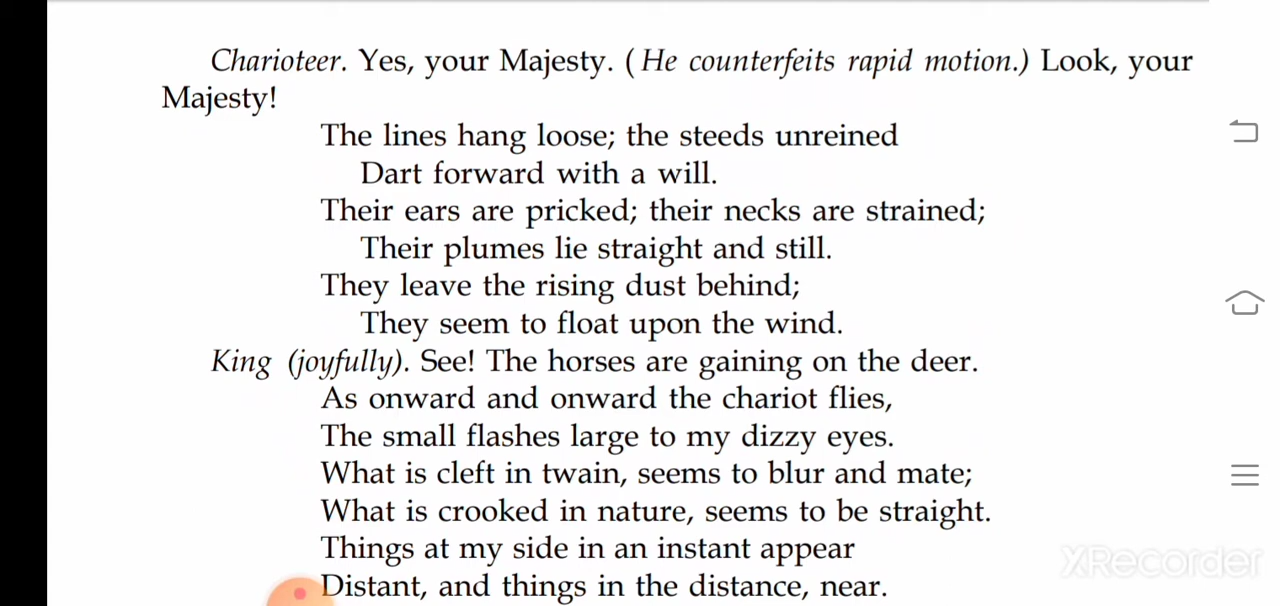 Charioteer. Yes, your Majesty. ( He counterfeits rapid motion.) Look, your
Majesty!
The lines hang loose; the steeds unreined
Dart forward with a will.
Their ears are pricked; their necks are strained;
Their plumes lie straight and still.
They leave the rising dust behind;
They seem to float upon the wind.
King (joyfully). See! The horses are gaining on the deer.
As onward and onward the chariot flies,
The small flashes large to my dizzy eyes.
What is cleft in twain, seems to blur and mate;
What is crooked in nature, seems to be straight.
Things at my side in an instant appear
Distant, and things in the distance, near.
XRecorder